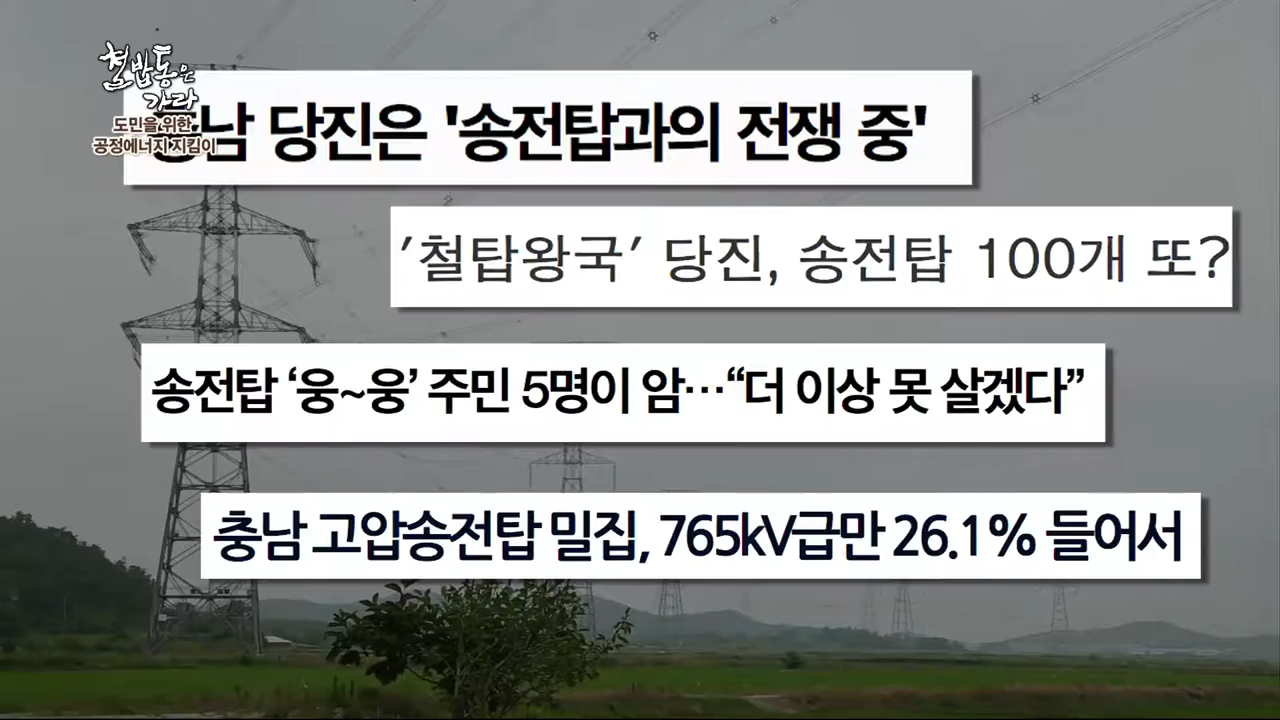 철밥통은
가라
도민을 위한
공정에너지 지킴이
충남 당진은 '송전탑과의 전쟁 중'
'철탑왕국' 당진, 송전탑 100개 또?
송전탑 ‘웅~웅’ 주민 5명이 암…“더 이상 못 살겠다”
충남 고압송전탑 밀집, 765kV급만 26.1% 들어서